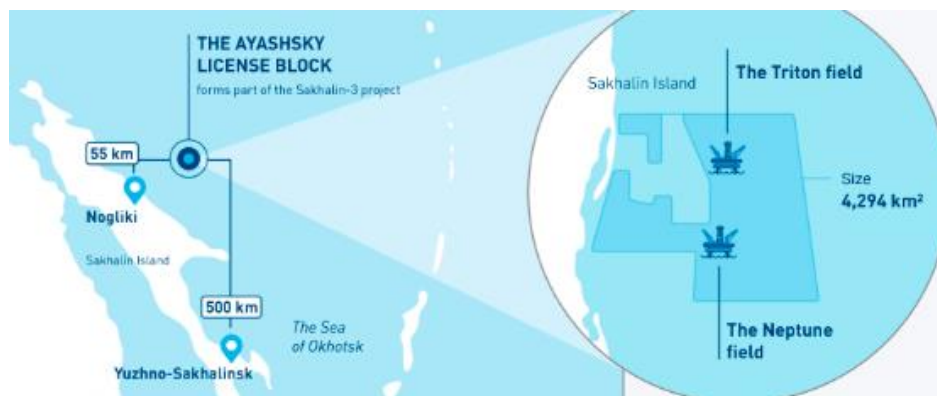 THE AYASHSKY
LICENSE BLOCK
forms part of the Sakhalin-3 project
55 km
Nogliki
Sakhalin Island
500 km
The Sea
of Okhotsk
Yuzhno-Sakhalinsk
Sakhalin Island
The Triton field
Size
4,294 km²
The Neptune
field